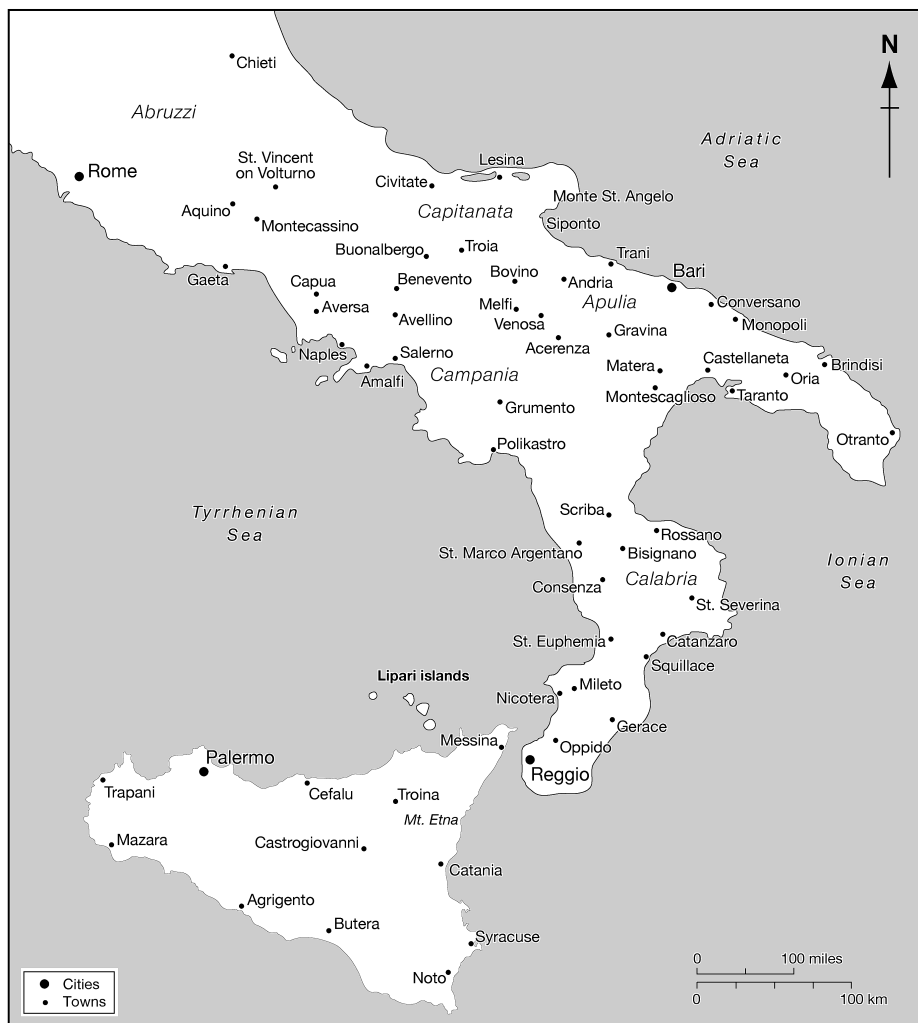 Chieti
N
Abruzzi
Adriatic
Sea
Rome
St. Vincent
on Volturno
Lesina
Civitate
Monte St. Angelo
Aquino
Capitanata
Montecassino
Siponto
Buonalbergo
Troia
Trani
Gaeta
Capua
Benevento
Bovino
Andria
Bari
Aversa
Melfi
Apulia
Conversano
Avellino
Venosa
Gravina
Monopoli
Naples
Salerno
Acerenza
Matera
Castellaneta
Brindisi
Amalfi
Campania
Oria
Montescaglioso
Taranto
Grumento
Polikastro
Otranto
Tyrrhenian
Sea
Scriba
Rossano
St. Marco Argentano
Bisignano
Ionian
Sea
Consenza
Calabria
St. Severina
St. Euphemia
Catanzaro
Squillace
Lipari islands
Nicotera
Mileto
Gerace
Messina
Oppido
Palermo
Reggio
Trapani
Cefalu
Troina
Mt. Etna
Mazara
Castrogiovanni
Catania
Agrigento
Butera
Syracuse
Noto
Cities
Towns
0 100 miles
0 100 km